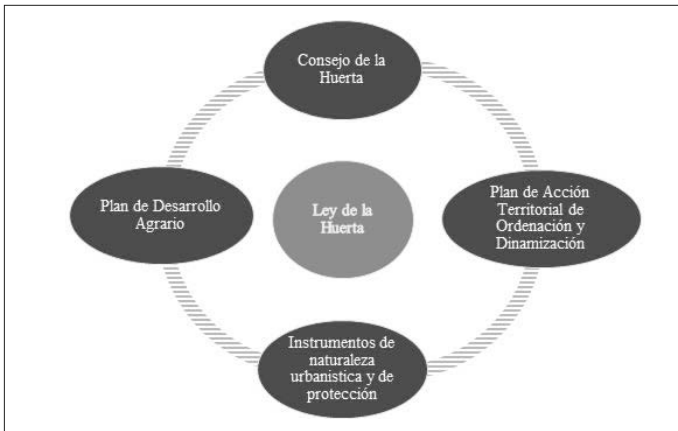 Consejo de la
Huerta
Plan de Desarrollo
Agrario
Ley de la
Huerta
Plan de Acción
Territorial de
Ordenación y
Dinamización
Instrumentos de
naturaleza
urbanistica y de
protección